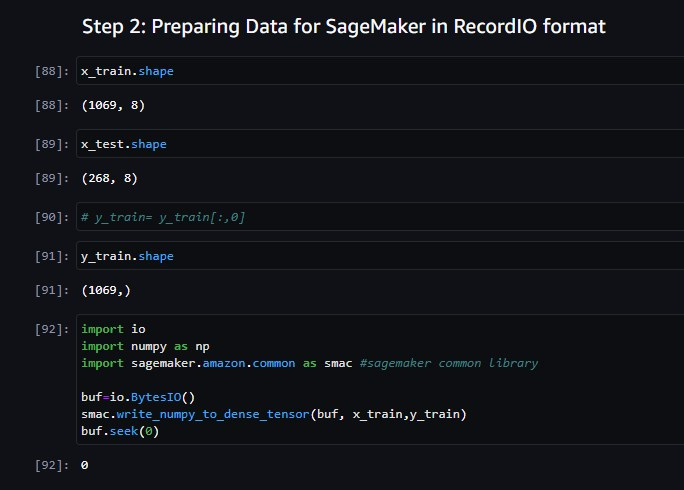 Step 2: Preparing Data for SageMaker in RecordIO format
[88]: x_train.shape
[88]: (1069, 8)
[89]: x_test.shape
[89]: (268, 8)
[90]: # y_train= y_train[:,0]
[91]: y_train.shape
[91]: (1069,)
[92]: import io
import numpy as np
import sagemaker.amazon.common as smac #sagemaker common library
buf=io.BytesIO()
smac.write_numpy_to_dense_tensor(buf, x_train,y_train)
buf.seek(0)
[92]: 0